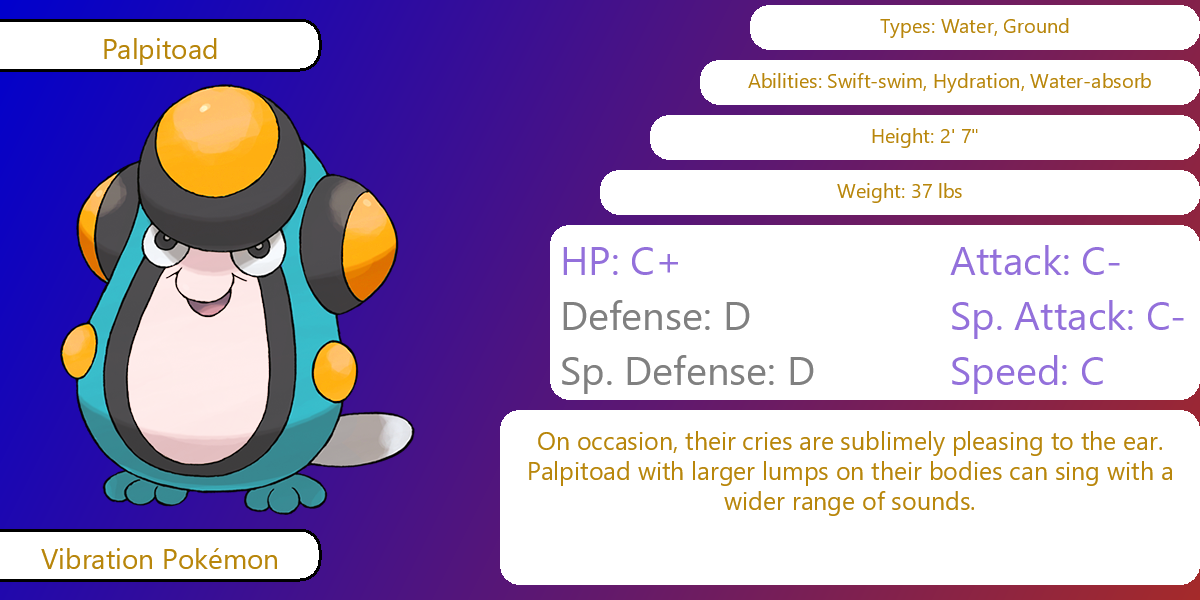 Palpitoad
Types: Water, Ground
Abilities: Swift-swim, Hydration, Water-absorb
Height: 2' 7"
Weight: 37 lbs
HP: C+
Attack: C-
Defense: D
Sp. Attack: C-
Sp. Defense: D
Speed: C
On occasion, their cries are sublimely pleasing to the ear.
Palpitoad with larger lumps on their bodies can sing with a
wider range of sounds.
Vibration Pokémon